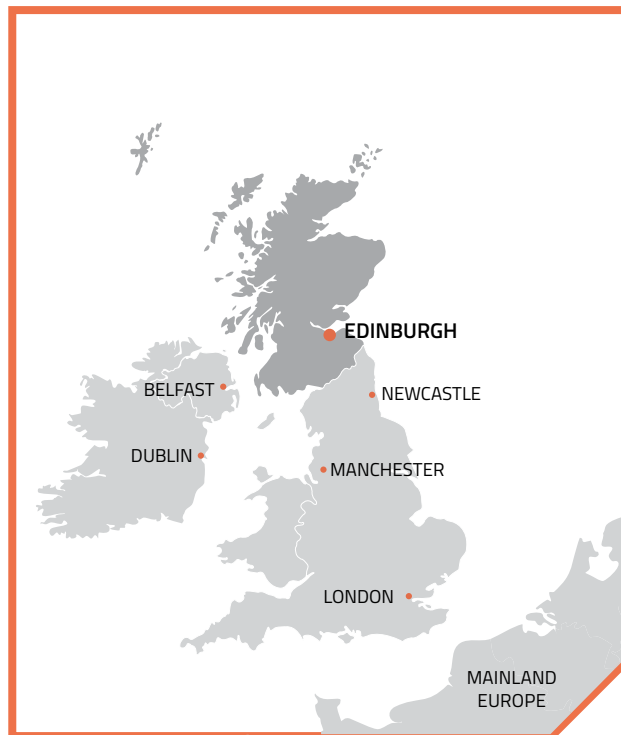 EDINBURGH
BELFAST
NEWCASTLE
DUBLIN
MANCHESTER
LONDON
MAINLAND
EUROPE